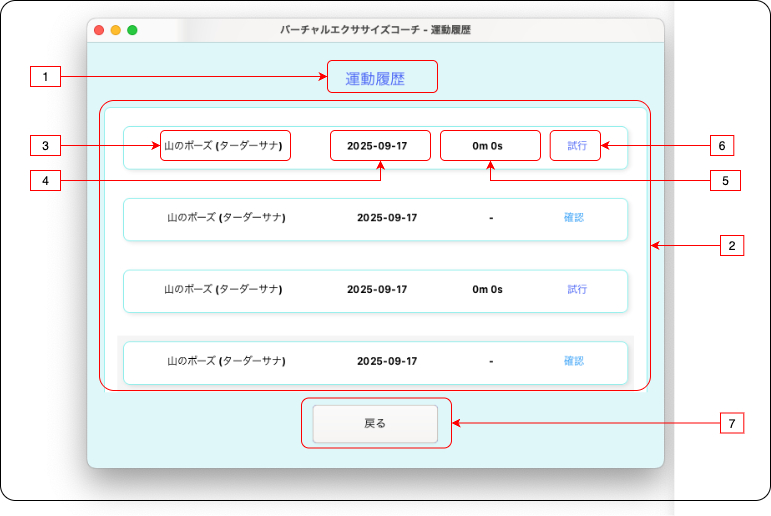 バーチャルエクササイズコーチ - 運動履歴
1
運動履歴
3
山のポーズ (ターダーサナ) 2025-09-17 0m 0s 試行
6
4
5
山のポーズ (ターダーサナ) 2025-09-17 - 確認
2
山のポーズ (ターダーサナ) 2025-09-17 0m 0s 試行
山のポーズ (ターダーサナ) 2025-09-17 - 確認
戻る
7